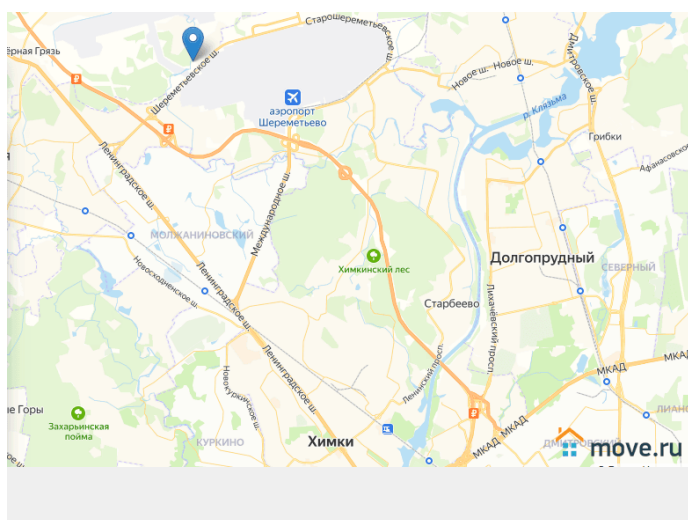 Старошереметьевское ш.
ёрная Грязь
Шереметьевское ш.
аэропорт
Шереметьево
Новое ш.
Новое ш.
Дмитровское ш.
р. Клязьма
Грибки
Афанасовское
я
Ленинградское ш.
Международное ш.
МОЛЖАНИНОВСКИЙ
Новосходненское ш.
Ленинградское ш.
Химкинский лес
Долгопрудный
СЕВЕРНЫЙ
Старбеево
Лихачёвский просп.
Ленинградское ш.
Новокуркинское ш.
Ленинский просп.
МКАД
МКАД
ые Горы
Захарьинская
пойма
КУРКИНО
Химки
МКАД
МКАД
ДМИТРОВСКИЙ
ЛИАНО
move.ru